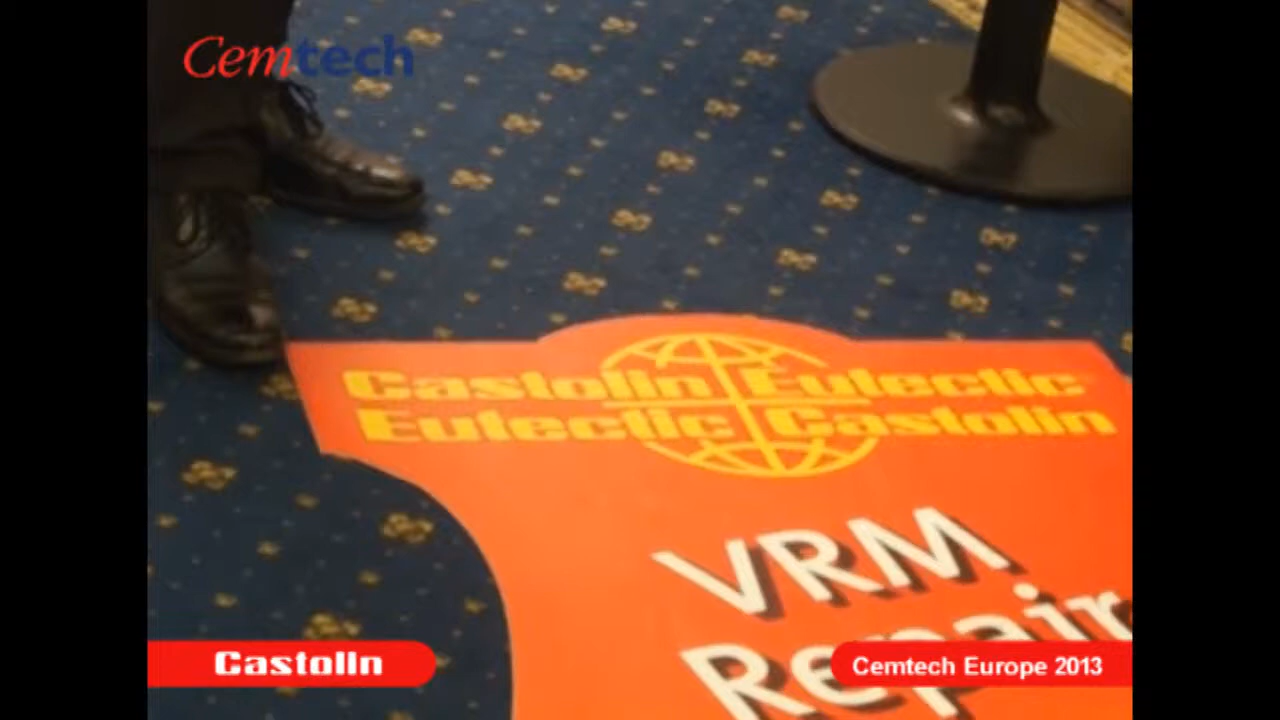 Cemtech
Castolin Eutectic
Eutectic Castolin
VRM
Repair
Castolin
Cemtech Europe 2013